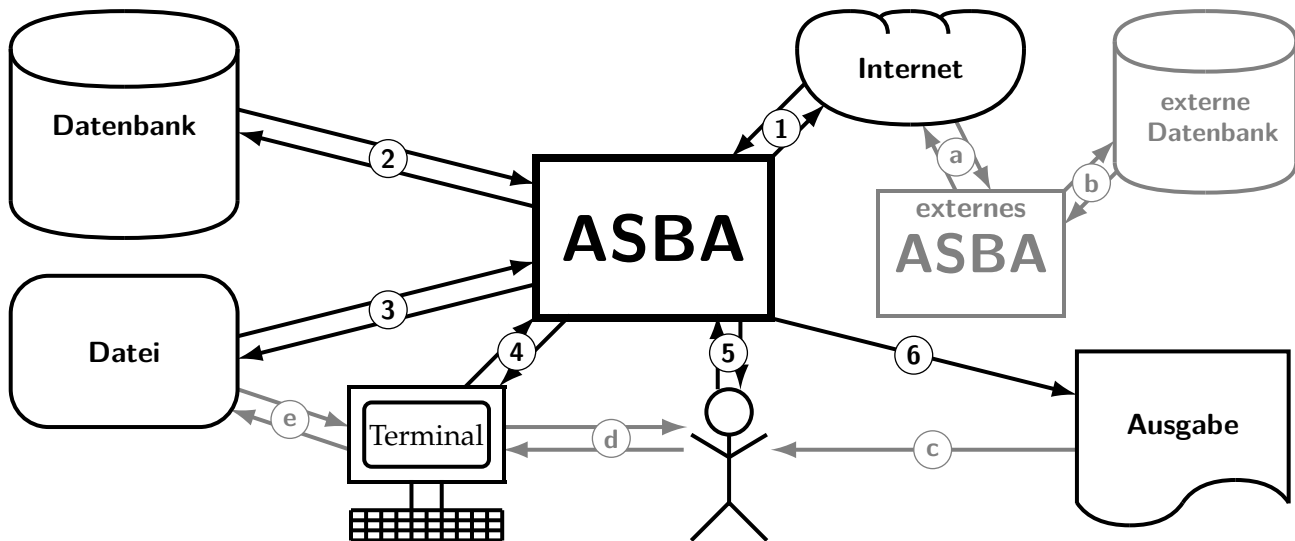 Datenbank
Internet
externe
Datenbank
1
2
a
b
externes
ASBA
ASBA
3
Datei
4
5
6
e
Terminal
d
c
Ausgabe